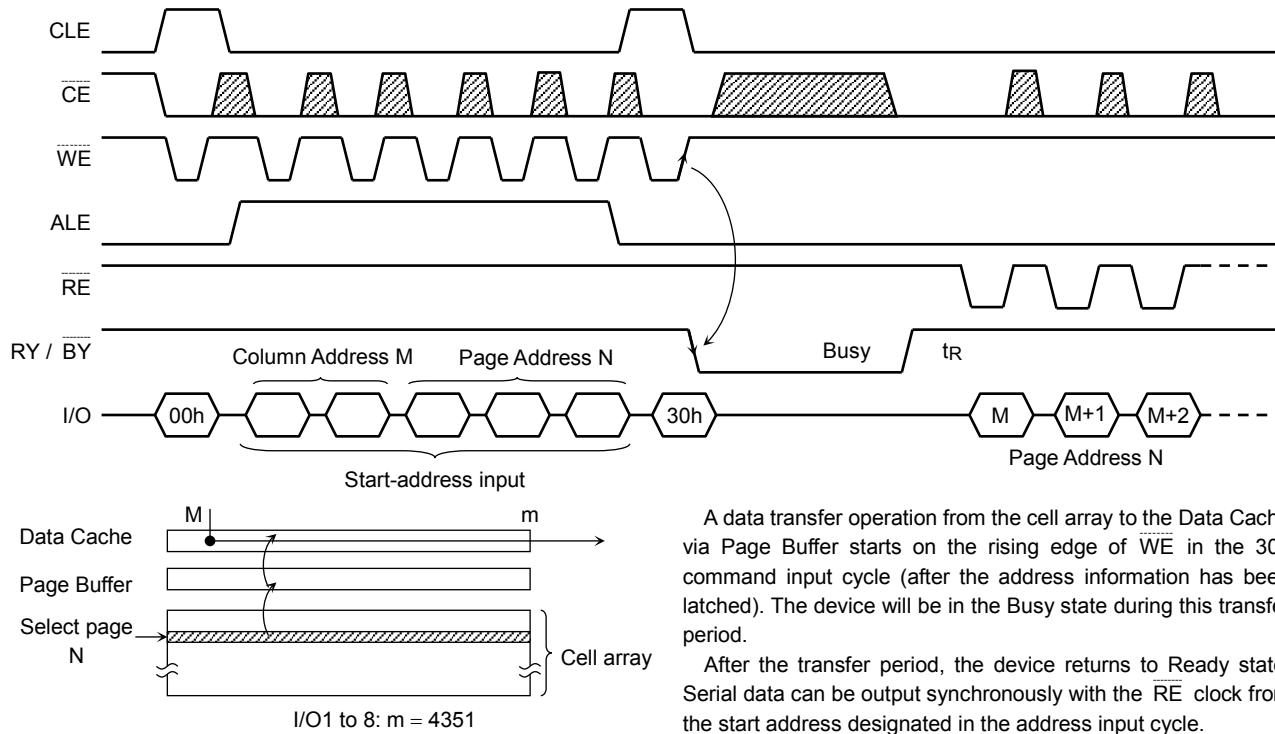 CLE
CE
WE
ALE
RE
RY / BY
Column Address M
Page Address N
Busy
tR
I/O
00h
30h
M
M+1
M+2
Page Address N
Start-address input
M
m
Data Cache
Page Buffer
Select page
N
Cell array
I/O1 to 8: m = 4351
A data transfer operation from the cell array to the Data Cach
via Page Buffer starts on the rising edge of WE in the 30
command input cycle (after the address information has bee
latched). The device will be in the Busy state during this transfe
period.
After the transfer period, the device returns to Ready state
Serial data can be output synchronously with the RE clock fro
the start address designated in the address input cycle.